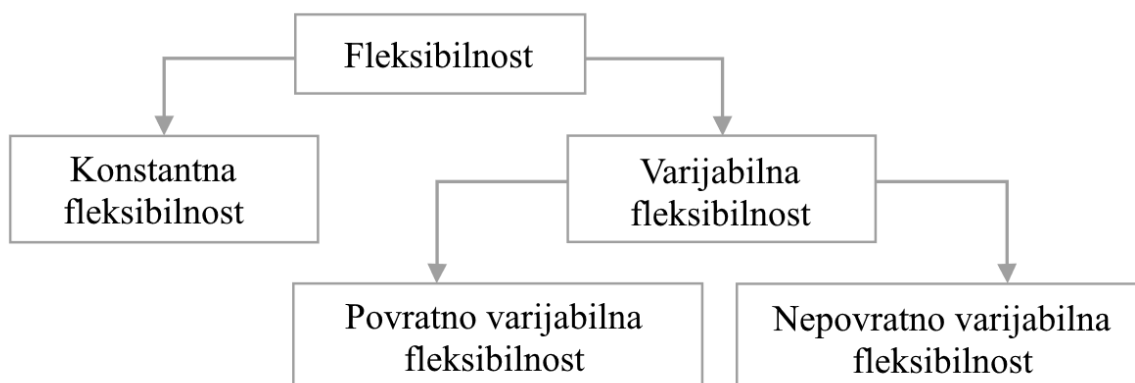 Fleksibilnost
Konstantna
fleksibilnost
Varijabilna
fleksibilnost
Povratno varijabilna
fleksibilnost
Nepovratno varijabilna
fleksibilnost